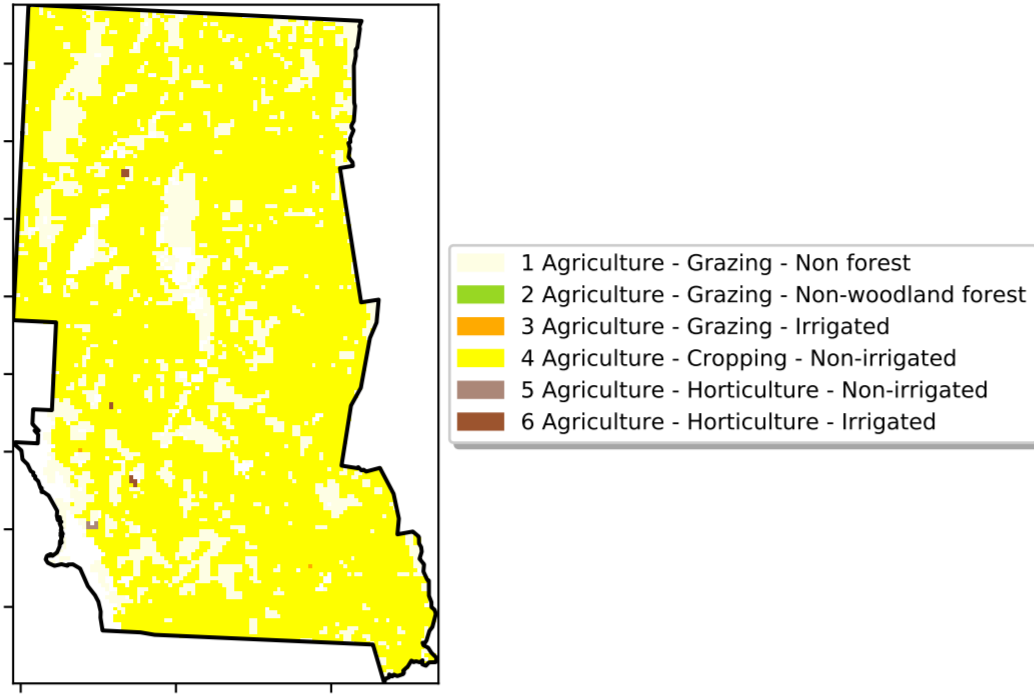 1 Agriculture - Grazing - Non forest
2 Agriculture - Grazing - Non-woodland forest
3 Agriculture - Grazing - Irrigated
4 Agriculture - Cropping - Non-irrigated
5 Agriculture - Horticulture - Non-irrigated
6 Agriculture - Horticulture - Irrigated